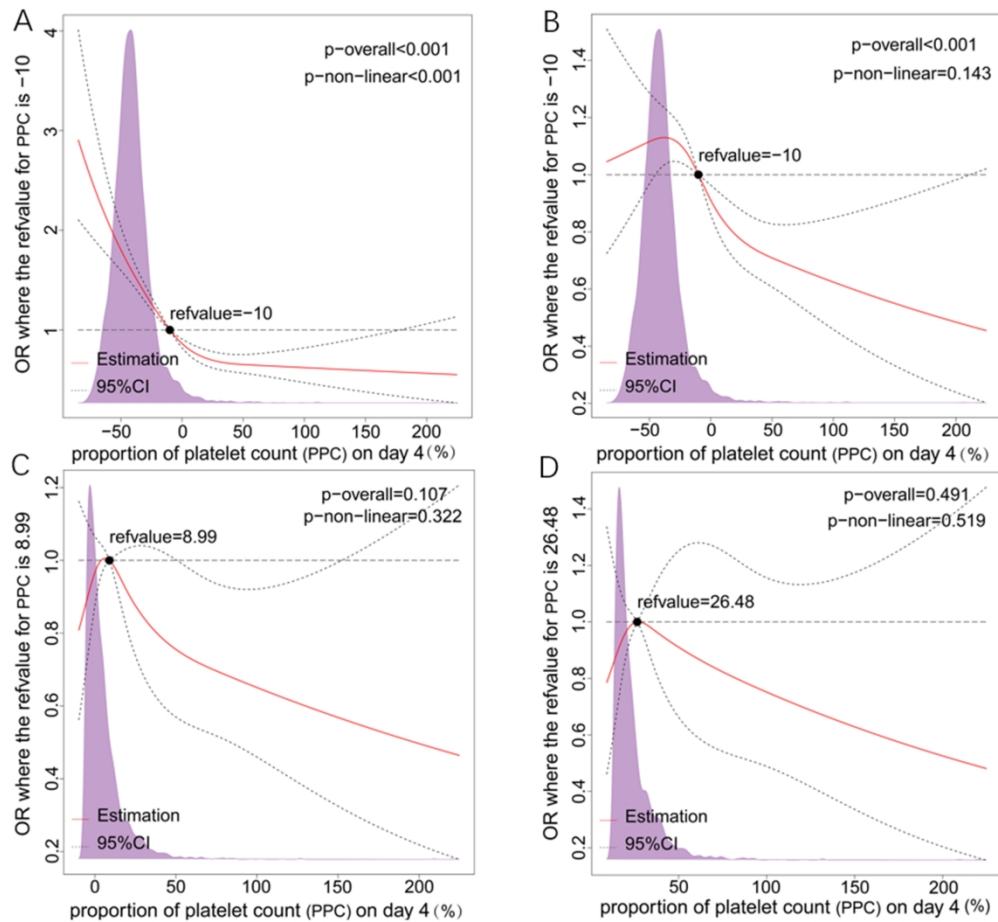 A
OR where the refvalue for PPC is −10
4
3
2
1
p−overall<0.001
p−non−linear<0.001
refvalue=−10
Estimation
95%CI
−50 0 50 100 150 200
proportion of platelet count (PPC) on day 4 (%)
B
OR where the refvalue for PPC is −10
1.4
1.2
1.0
0.8
0.6
0.4
0.2
p−overall<0.001
p−non−linear=0.143
refvalue=−10
Estimation
95%CI
−50 0 50 100 150 200
proportion of platelet count (PPC) on day 4 (%)
C
OR where the refvalue for PPC is 8.99
1.2
1.0
0.8
0.6
0.4
0.2
p−overall=0.107
p−non−linear=0.322
refvalue=8.99
Estimation
95%CI
0 50 100 150 200
proportion of platelet count (PPC) on day 4 (%)
D
OR where the refvalue for PPC is 26.48
1.4
1.2
1.0
0.8
0.6
0.4
0.2
p−overall=0.491
p−non−linear=0.519
refvalue=26.48
Estimation
95%CI
50 100 150 200
proportion of platelet count (PPC) on day 4 (%)